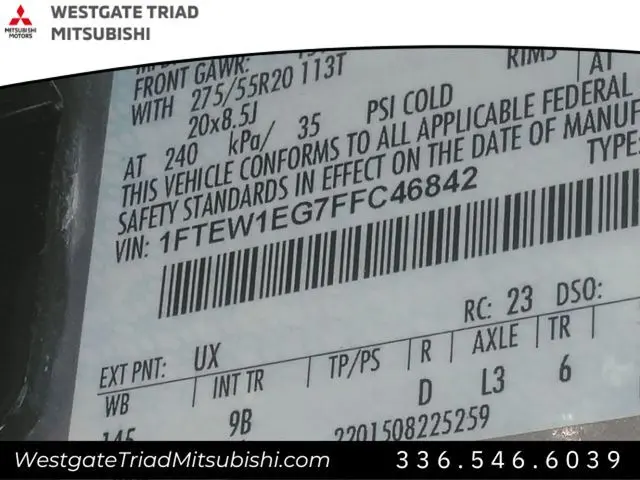 WESTGATE TRIAD
MITSUBISHI
MITSUBISHI
MOTORS
FRONT GAWR:
WITH 275/55R20 113T RIMS AT
20x8.5J
AT 240 kPa/ 35 PSI COLD
THIS VEHICLE CONFORMS TO ALL APPLICABLE FEDERAL
SAFETY STANDARDS IN EFFECT ON THE DATE OF MANUF
VIN: 1FTEW1EG7FFC46842 TYPE:
RC: 23 DSO:
EXT PNT: UX
WB INT TR TP/PS R AXLE TR
145 9B D L3 6
2201508225259
WestgateTriadMitsubishi.com 336.546.6039